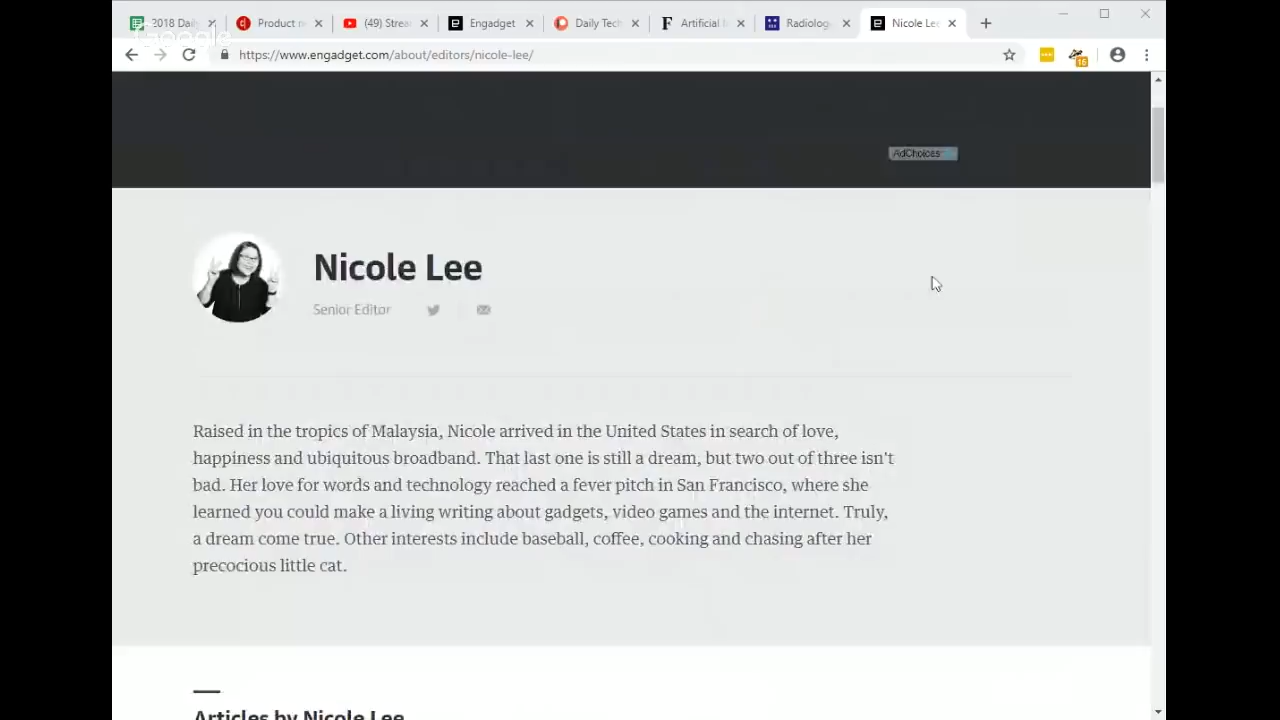 2018 Daily
Product
(49) Strea
Engadget
Daily Tech
Artificial
Radiolog
Nicole Lee
Google
https://www.engadget.com/about/editors/nicole-lee/
16
AdChoices
Nicole Lee
Senior Editor
Raised in the tropics of Malaysia, Nicole arrived in the United States in search of love,
happiness and ubiquitous broadband. That last one is still a dream, but two out of three isn't
bad. Her love for words and technology reached a fever pitch in San Francisco, where she
learned you could make a living writing about gadgets, video games and the internet. Truly,
a dream come true. Other interests include baseball, coffee, cooking and chasing after her
precocious little cat.
Articles by Nicole Lee